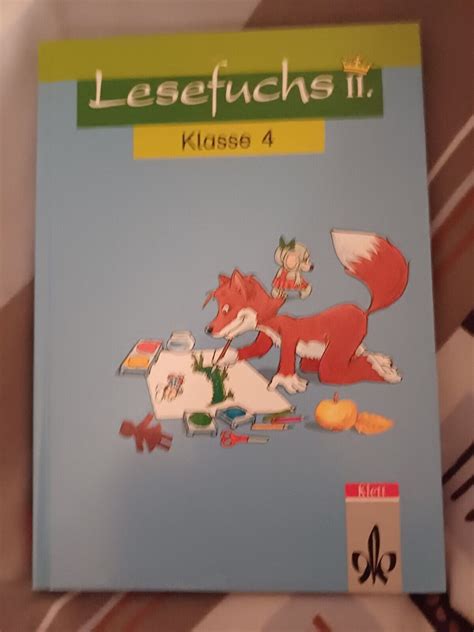 Lesefuchs II.
Klasse 4
Klett